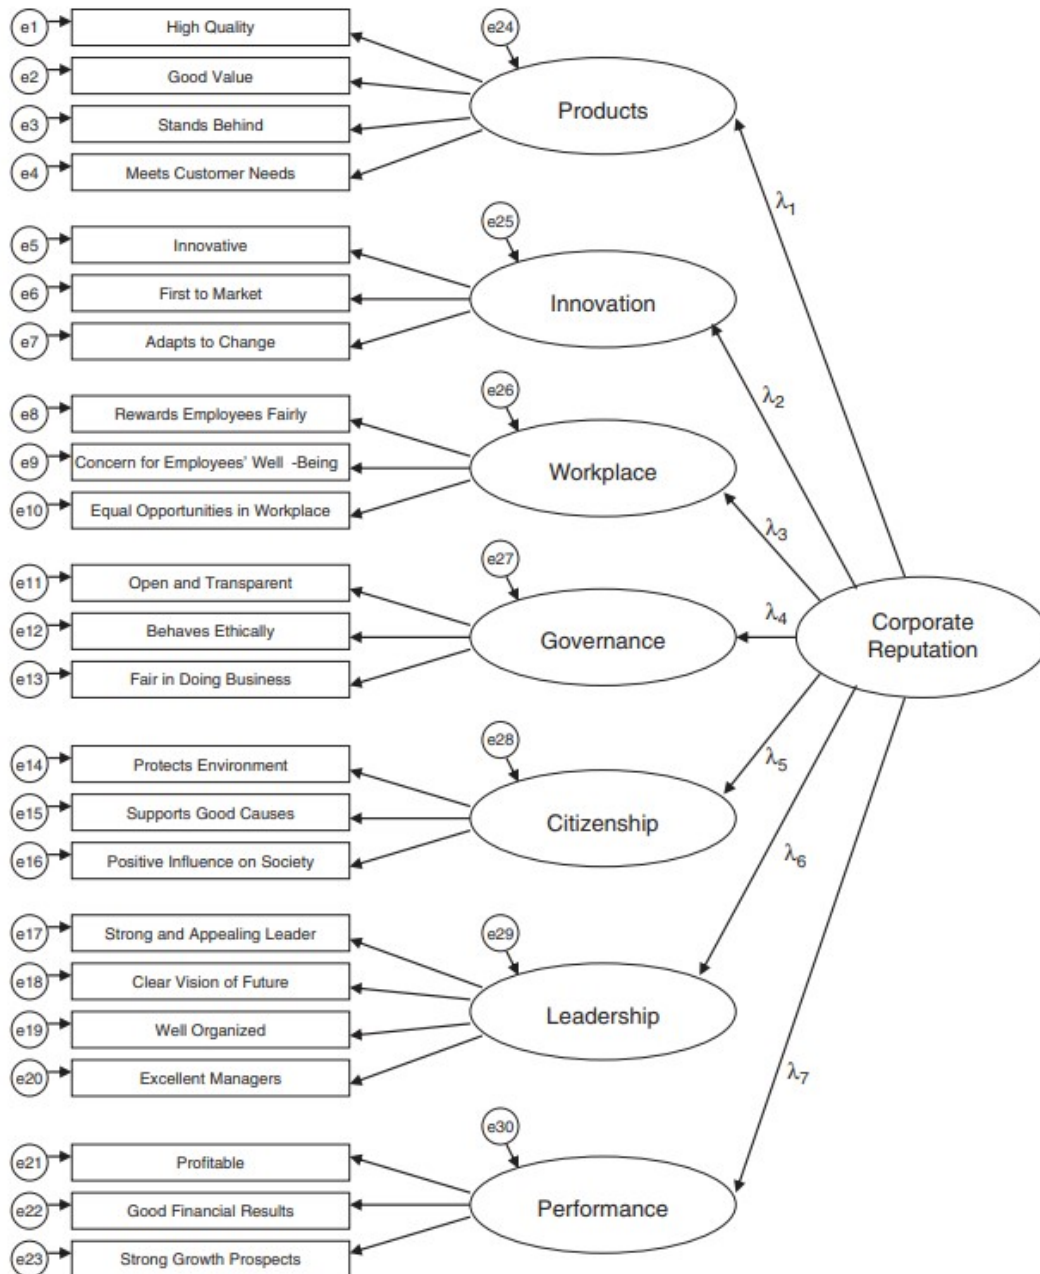 e1 High Quality
e24
e2 Good Value
Products
e3 Stands Behind
e4 Meets Customer Needs
λ1
e25
e5 Innovative
e6 First to Market
Innovation
e7 Adapts to Change
λ2
e26
e8 Rewards Employees Fairly
e9 Concern for Employees' Well -Being
Workplace
e10 Equal Opportunities in Workplace
λ3
e27
e11 Open and Transparent
e12 Behaves Ethically
Governance
λ4
Corporate
Reputation
e13 Fair in Doing Business
e28
e14 Protects Environment
λ5
e15 Supports Good Causes
Citizenship
e16 Positive Influence on Society
λ6
e29
e17 Strong and Appealing Leader
e18 Clear Vision of Future
Leadership
e19 Well Organized
e20 Excellent Managers
λ7
e30
e21 Profitable
e22 Good Financial Results
Performance
e23 Strong Growth Prospects